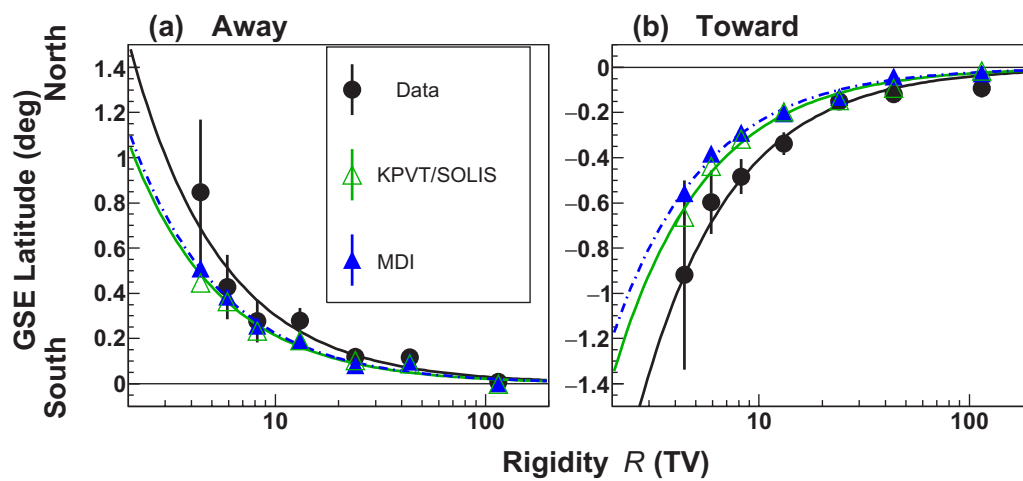 (a) Away
(b) Toward
North
South
GSE Latitude (deg)
1.4
1.2
1
0.8
0.6
0.4
0.2
0
Data
KPVT/SOLIS
MDI
10
100
0
−0.2
−0.4
−0.6
−0.8
−1
−1.2
−1.4
10
100
Rigidity R (TV)